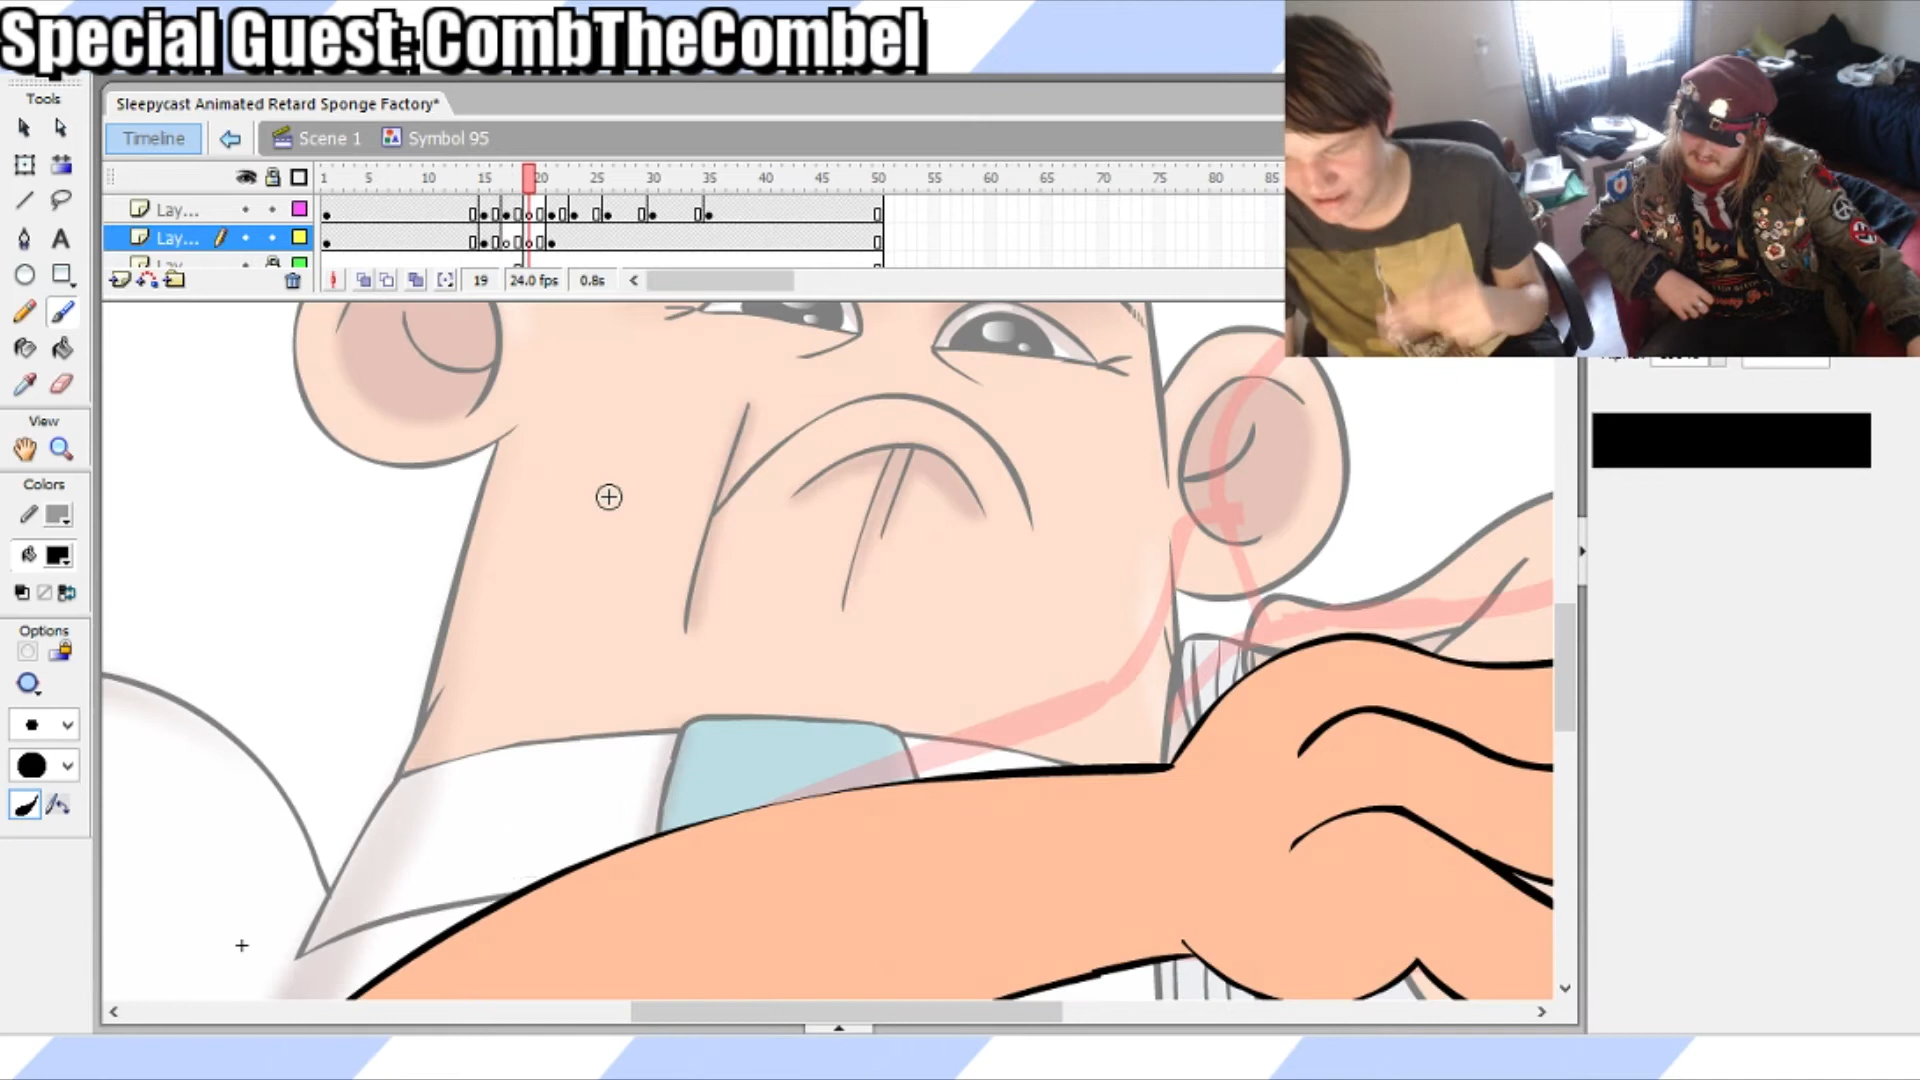 Special Guest: CombTheCombel
Tools
Sleepycast Animated Retard Sponge Factory*
Timeline
Scene 1
Symbol 95
1 5 10 15 20 25 30 35 40 45 50 55 60 65 70 75 80 85
Lay...
Lay...
19 24.0 fps 0.8s
View
Colors
Options